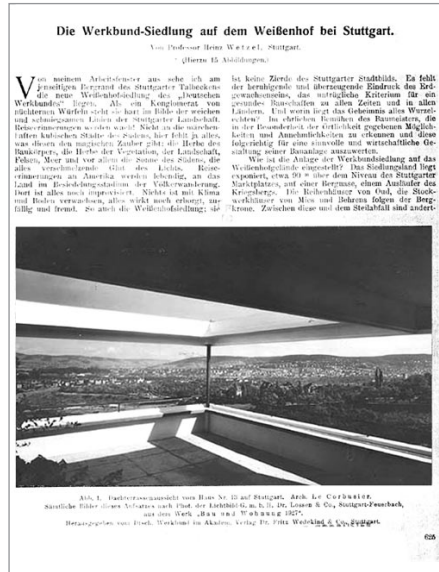 Die Werkbund-Siedlung auf dem Weißenhof bei Stuttgart.
Von Professor Heinz Wetzel, Stuttgart.
(Hierzu 15 Abbildungen.)
Von meinem Arbeitsfenster aus sehe ich am
jenseitigen Bergrand des Stuttgarter Talbeckens
die neue Weißenhofsiedlung des „Deutschen
Werkbundes“ liegen. Als ein Konglomerat von
nüchternen Würfeln steht sie hart im Bilde der weichen
und schmiegsamen Linien der Stuttgarter Landschaft.
Reiseerinnerungen werden wach! Nicht an die märchen-
haften kubischen Städte des Südens, hier fehlt ja alles,
was diesen den magischen Zauber gibt: die Herbe des
Baukörpers, die Herbe der Vegetation, der Landschaft,
Felsen, Meer und vor allem die Sonne des Südens, die
alles verschmelzende Glut des Lichts. Reise-
erinnerungen an Amerika werden lebendig, an das
Land im Besiedelungsstadium der Völkerwanderung.
Dort ist alles noch improvisiert. Nichts ist mit Klima
und Boden verwachsen, alles wirkt noch erborgt, zu-
fällig und fremd. So auch die Weißenhofsiedlung; sie
ist keine Zierde des Stuttgarter Stadtbilds. Es fehlt
der beruhigende und überzeugende Eindruck des Erd-
gewachsenseins, das untrügliche Kriterium für ein
gesundes Bauschaffen zu allen Zeiten und in allen
Ländern. Und worin liegt das Geheimnis alles Wurzel-
echten? Im ehrlichen Bemühen des Baumeisters, die
in der Besonderheit der Örtlichkeit gegebenen Möglich-
keiten und Annehmlichkeiten zu erkennen und diese
folgerichtig für eine sinnvolle und wirtschaftliche Ge-
staltung seiner Bauanlage auszuwerten.
Wie ist die Anlage der Werkbundsiedlung auf das
Weißenhofgelände eingestellt? Das Siedlungsland liegt
exponiert, etwa 90 m über dem Niveau des Stuttgarter
Marktplatzes, auf einer Bergnase, einem Ausläufer des
Kriegsbergs. Die Reihenhäuser von Oud, die Stock-
werkhäuser von Mies und Behrens folgen der Berg-
krone. Zwischen diese und dem Steilabfall sind andert-
Abb. 1. Dachterrassenaussicht vom Haus Nr. 13 auf Stuttgart. Arch. Le Corbusier.
Sämtliche Bilder dieses Aufsatzes nach Phot. der Lichtbild G. m. b. H., Dr. Lossen & Co., Stuttgart-Feuerbach,
aus dem Werk „Bau und Wohnung 1927“.
Herausgegeben vom Dtsch. Werkbund im Akadem. Verlag Dr. Fritz Wedekind & Co., Stuttgart.
625